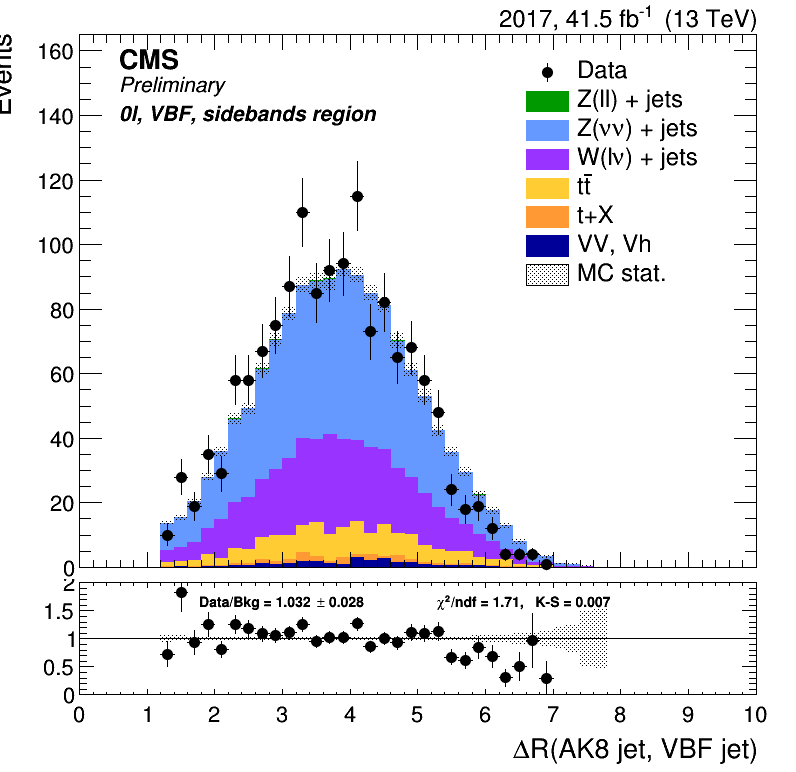 2017, 41.5 fb⁻¹ (13 TeV)
Events
CMS
Preliminary
0l, VBF, sidebands region
Data
Z(ll) + jets
Z(νν) + jets
W(lν) + jets
tt̄
t+X
VV, Vh
MC stat.
160
140
120
100
80
60
40
20
0
Data/Bkg = 1.032 ± 0.028
χ²/ndf = 1.71, K-S = 0.007
2
1.5
1
0.5
0
0 1 2 3 4 5 6 7 8 9 10
ΔR(AK8 jet, VBF jet)